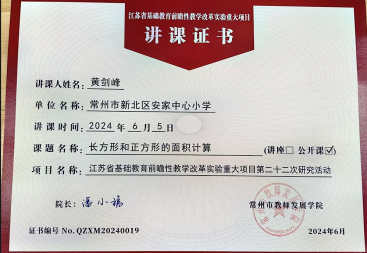 江苏省基础教育前瞻性教学改革实验重大项目
讲课证书
讲课人姓名：黄剑峰
单位名称：常州市新北区安家中心小学
讲课时间：2024年6月5日
课题名称：长方形和正方形的面积计算（讲座□ 公开课☑）
项目名称：江苏省基础教育前瞻性教学改革实验重大项目第二十二次研究活动
院长：潘小福
常州市教师发展学院
证书编号 No.QZXM20240019
2024年6月